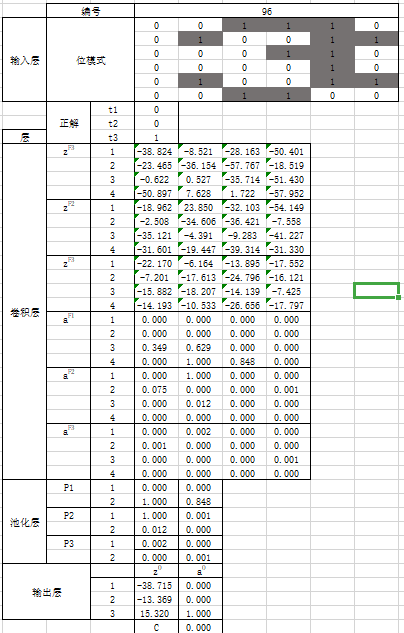 编号 96
0 0 1 1 1 0
0 1 0 0 1 1
输入层 位模式 0 0 0 1 1 0
0 0 0 0 1 0
0 1 0 0 1 1
0 0 1 1 0 0
t1 0
正解 t2 0
层 t3 1
z^P3 1 -38.824 -8.521 -28.163 -50.401
2 -23.465 -36.154 -57.767 -18.519
3 -0.622 0.527 -35.714 -51.430
4 -50.897 7.628 1.722 -57.952
z^P2 1 -18.962 23.850 -32.103 -54.149
2 -2.508 -34.606 -36.421 -7.558
3 -35.121 -4.391 -9.283 -41.227
4 -31.601 -19.447 -39.314 -31.330
z^P3 1 -22.170 -6.164 -13.895 -17.552
2 -7.201 -17.613 -24.796 -16.121
3 -15.882 -18.207 -14.139 -7.425
4 -14.193 -10.533 -26.656 -17.797
卷积层 a^P1 1 0.000 0.000 0.000 0.000
2 0.000 0.000 0.000 0.000
3 0.349 0.629 0.000 0.000
4 0.000 1.000 0.848 0.000
a^P2 1 0.000 1.000 0.000 0.000
2 0.075 0.000 0.000 0.001
3 0.000 0.012 0.000 0.000
4 0.000 0.000 0.000 0.000
a^P3 1 0.000 0.002 0.000 0.000
2 0.001 0.000 0.000 0.000
3 0.000 0.000 0.000 0.001
4 0.000 0.000 0.000 0.000
P1 1 0.000 0.000
2 1.000 0.848
池化层 P2 1 1.000 0.001
2 0.012 0.000
P3 1 0.002 0.000
2 0.000 0.001
z^O a^O
输出层 1 -38.715 0.000
2 -13.369 0.000
3 15.320 1.000
C 0.000